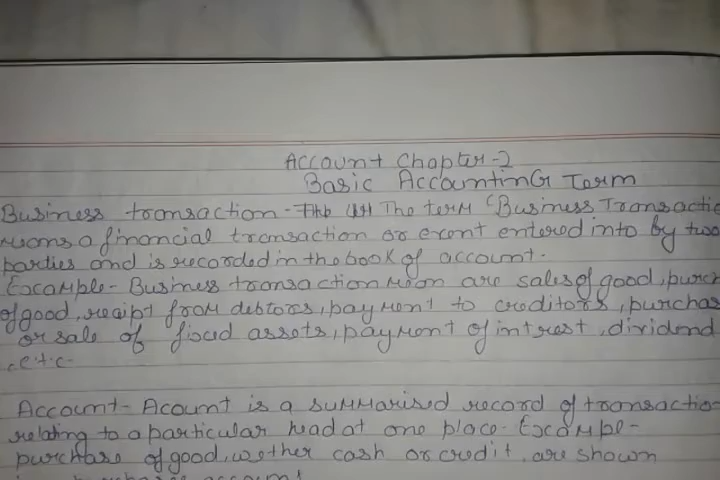 Account Chapter-2
Basic Accounting Term
Business transaction - The term "Business Transactio
means a financial transaction or event entered into by two
parties and is recorded in the book of account.
Example- Business transaction are sales of good, purch
of good, recipt from debtors, payment to creditors, purchas
or sale of fixed assets, payment of intrest, dividend
etc.
Account- Acount is a summarised record of transactio
relating to a particular head at one place. Example-
purchase of good, wether cash or credit, are shown
account